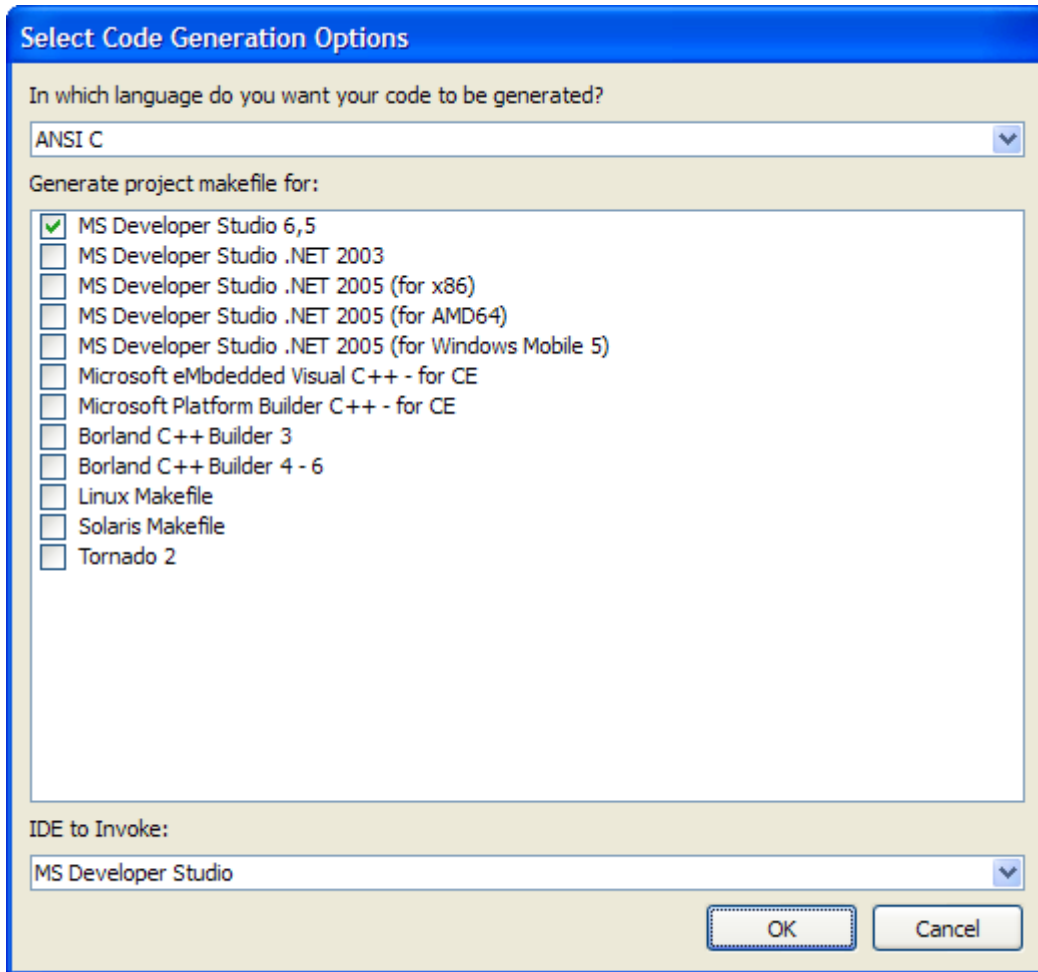 Select Code Generation Options
In which language do you want your code to be generated?
ANSI C
Generate project makefile for:
MS Developer Studio 6,5
MS Developer Studio .NET 2003
MS Developer Studio .NET 2005 (for x86)
MS Developer Studio .NET 2005 (for AMD64)
MS Developer Studio .NET 2005 (for Windows Mobile 5)
Microsoft eMbdedded Visual C++ - for CE
Microsoft Platform Builder C++ - for CE
Borland C++ Builder 3
Borland C++ Builder 4 - 6
Linux Makefile
Solaris Makefile
Tornado 2
IDE to Invoke:
MS Developer Studio
OK Cancel